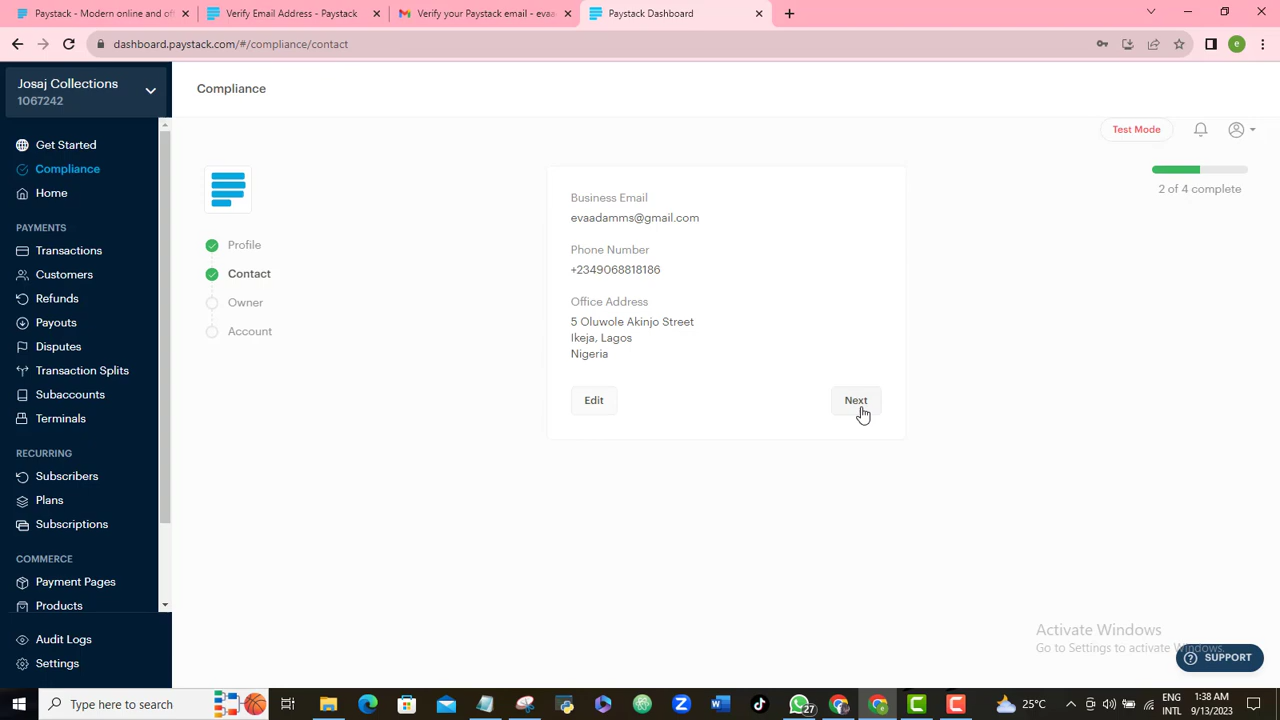 Paystack - Modern online and of
Verify Email Address - Paystack
Verify your Paystack email - evaa
Paystack Dashboard
dashboard.paystack.com/#/compliance/contact
e
Josaj Collections
1067242
Compliance
Test Mode
Get Started
Compliance
Home
PAYMENTS
Transactions
Customers
Refunds
Payouts
Disputes
Transaction Splits
Subaccounts
Terminals
RECURRING
Subscribers
Plans
Subscriptions
COMMERCE
Payment Pages
Products
Audit Logs
Settings
Profile
Contact
Owner
Account
Business Email
evaadamms@gmail.com
Phone Number
+2349068818186
Office Address
5 Oluwole Akinjo Street
Ikeja, Lagos
Nigeria
Edit
Next
2 of 4 complete
Activate Windows
Go to Settings to activate Windows.
SUPPORT
Type here to search
27
25°C
ENG
INTL
1:38 AM
9/13/2023